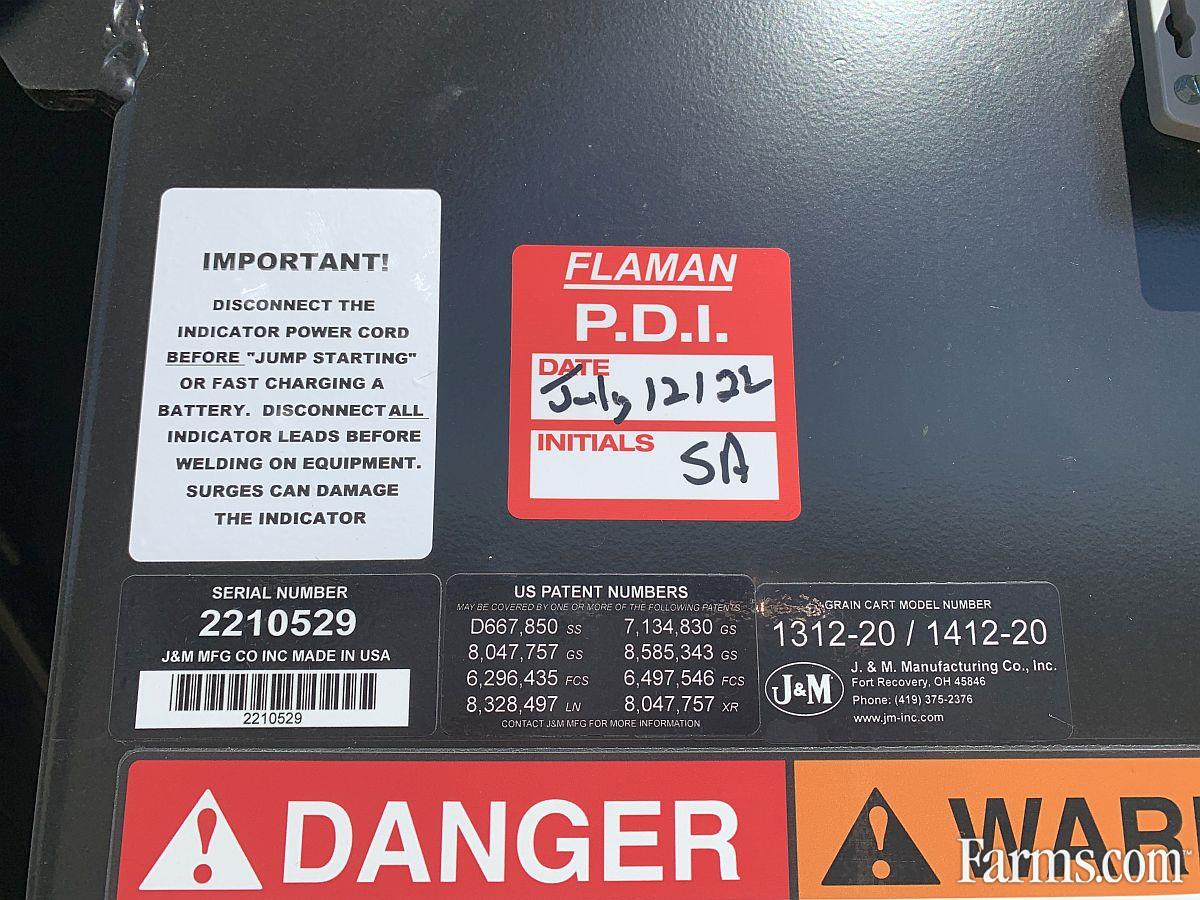 IMPORTANT!
DISCONNECT THE
INDICATOR POWER CORD
BEFORE "JUMP STARTING"
OR FAST CHARGING A
BATTERY. DISCONNECT ALL
INDICATOR LEADS BEFORE
WELDING ON EQUIPMENT.
SURGES CAN DAMAGE
THE INDICATOR
FLAMAN
P.D.I.
DATE
July 12/22
INITIALS
SA
SERIAL NUMBER
2210529
J&M MFG CO INC MADE IN USA
2210529
US PATENT NUMBERS
MAY BE COVERED BY ONE OR MORE OF THE FOLLOWING PATENTS
D667,850 SS 7,134,830 GS
8,047,757 GS 8,585,343 GS
6,296,435 FCS 6,497,546 FCS
8,328,497 LN 8,047,757 XR
CONTACT J&M MFG FOR MORE INFORMATION
GRAIN CART MODEL NUMBER
1312-20 / 1412-20
J&M
J. & M. Manufacturing Co., Inc.
Fort Recovery, OH 45846
Phone: (419) 375-2376
www.jm-inc.com
DANGER
WAR
Farms.com™